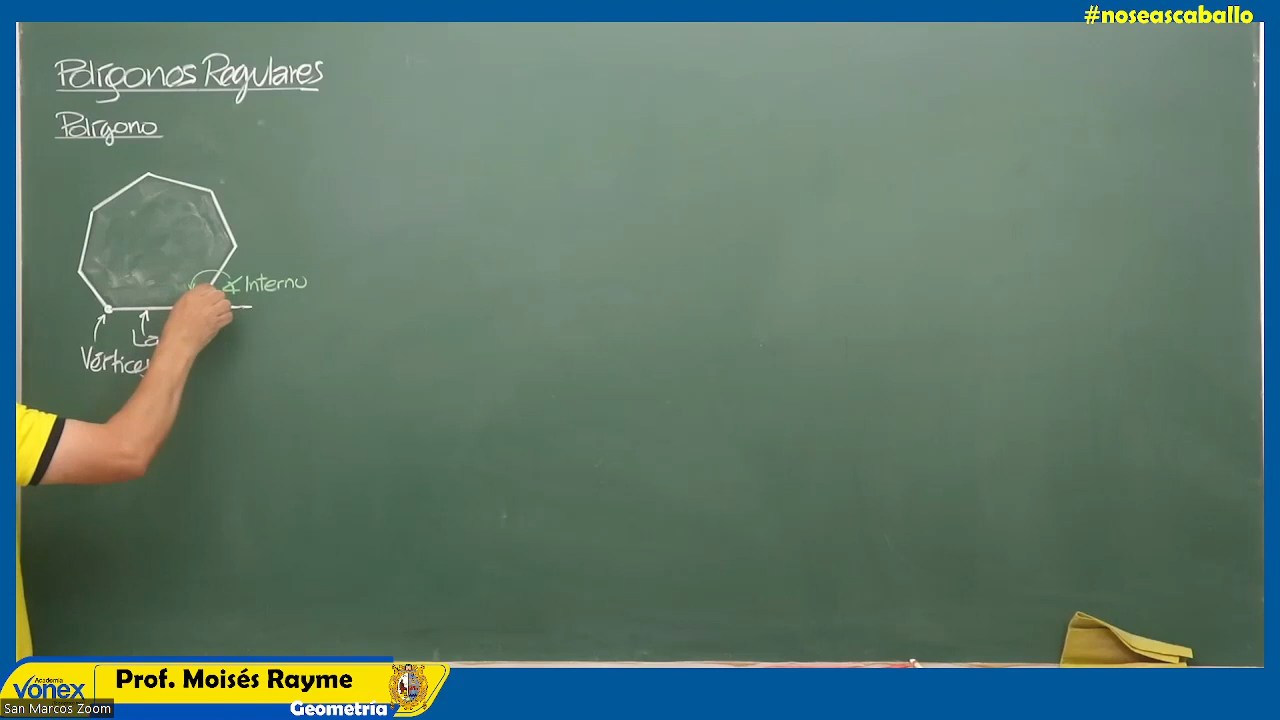 #noseascaballo
Polígonos Regulares
Polígono
∢ Interno
Vértice
Academia
vonex
Prof. Moisés Rayme
Geometría
San Marcos Zoom